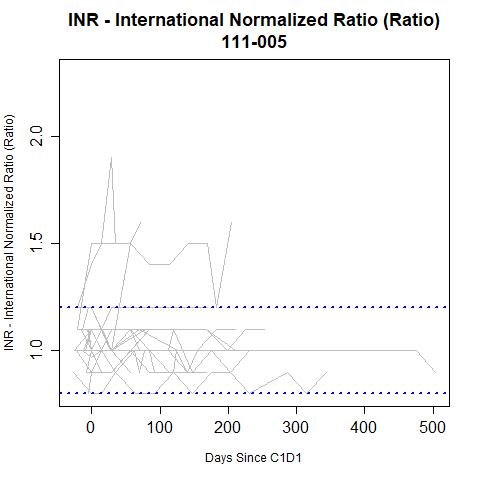 INR - International Normalized Ratio (Ratio)
111-005
INR - International Normalized Ratio (Ratio)
2.0
1.5
1.0
0 100 200 300 400 500
Days Since C1D1